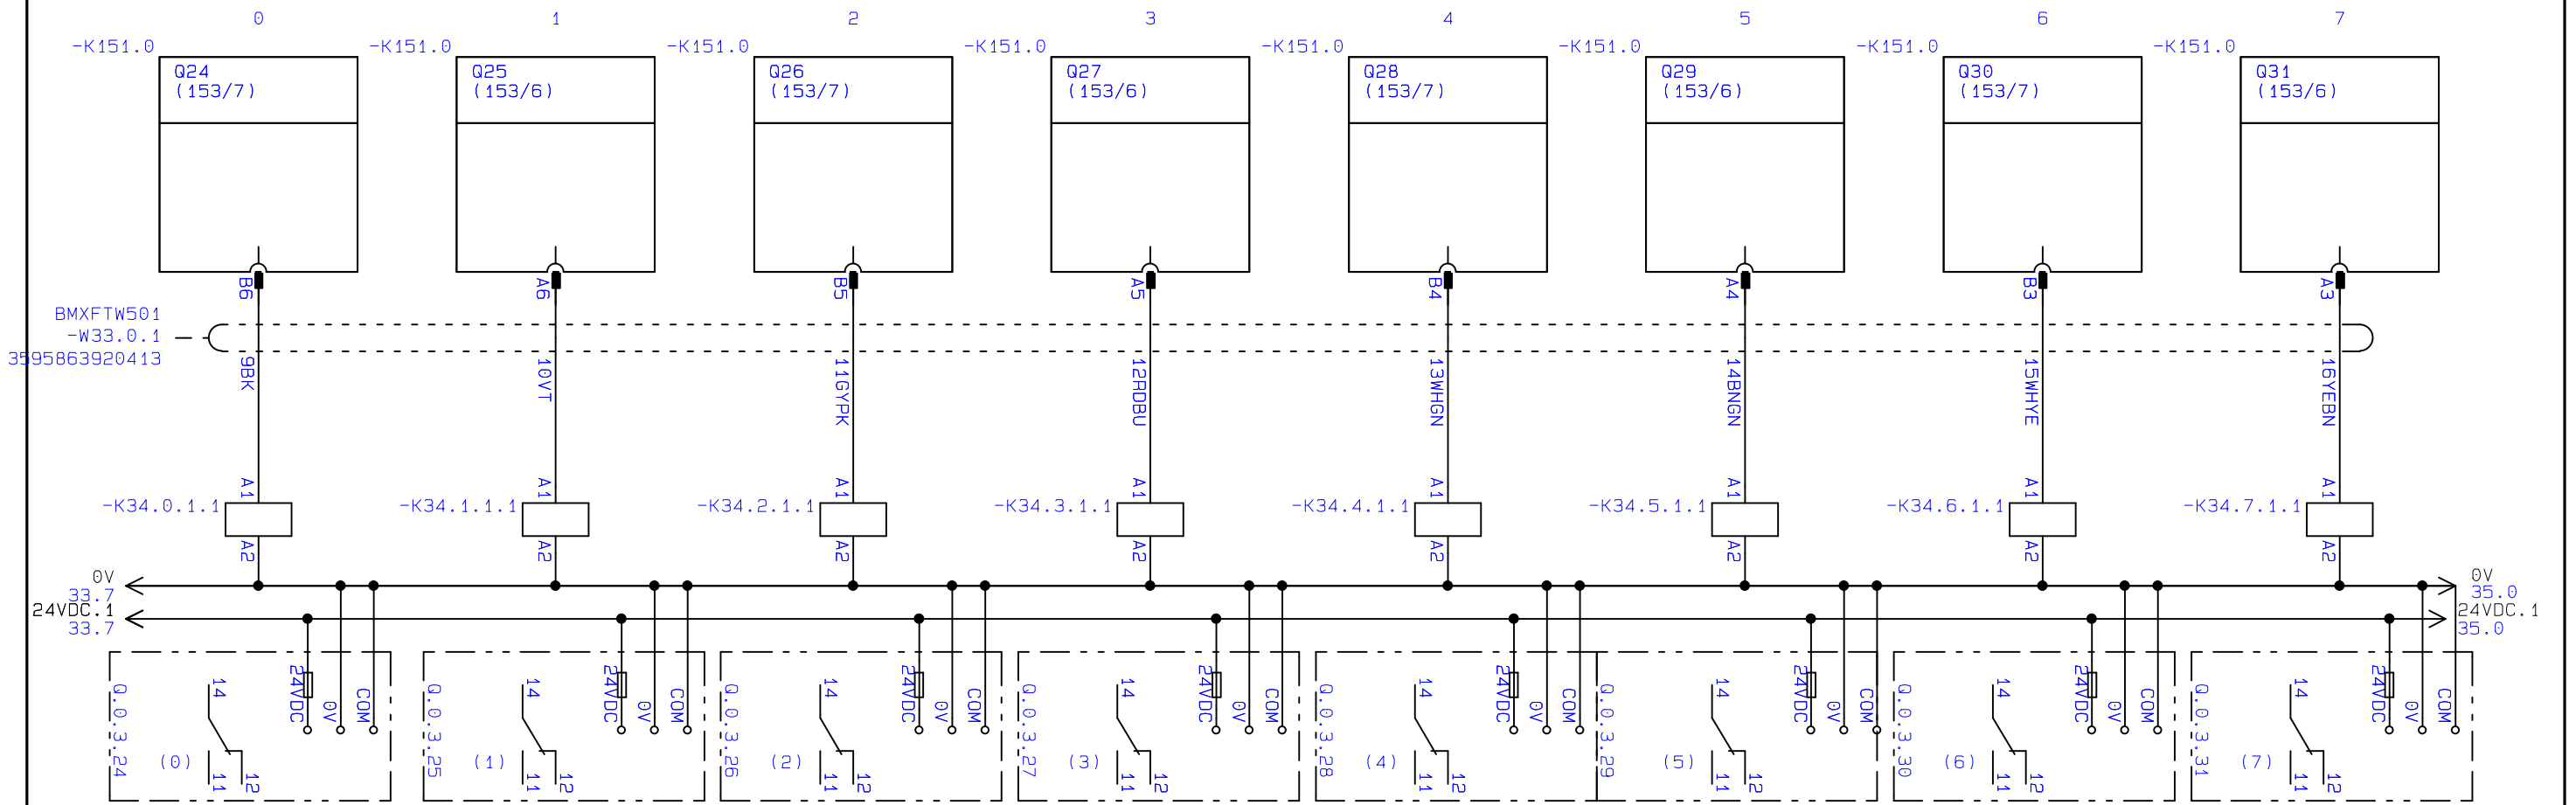 0 1 2 3 4 5 6 7
-K151.0 -K151.0 -K151.0 -K151.0 -K151.0 -K151.0 -K151.0 -K151.0
Q24 Q25 Q26 Q27 Q28 Q29 Q30 Q31
(153/7) (153/6) (153/7) (153/6) (153/7) (153/6) (153/7) (153/6)
B6 A6 B5 A5 B4 A4 B3 A3
BMXFTW501
-W33.0.1
3595863920413
9BK 10VT 11GYPK 12RDBU 13WHGN 14BNGN 15WHYE 16YEBN
A1 A1 A1 A1 A1 A1 A1 A1
-K34.0.1.1 -K34.1.1.1 -K34.2.1.1 -K34.3.1.1 -K34.4.1.1 -K34.5.1.1 -K34.6.1.1 -K34.7.1.1
A2 A2 A2 A2 A2 A2 A2 A2
0V 0V
33.7 35.0
24VDC.1 24VDC.1
33.7 35.0
Q.0.3.24 14 (0) 11 12 24VDC 0V COM
Q.0.3.25 14 (1) 11 12 24VDC 0V COM
Q.0.3.26 14 (2) 11 12 24VDC 0V COM
Q.0.3.27 14 (3) 11 12 24VDC 0V COM
Q.0.3.28 14 (4) 11 12 24VDC 0V COM
Q.0.3.29 14 (5) 11 12 24VDC 0V COM
Q.0.3.30 14 (6) 11 12 24VDC 0V COM
Q.0.3.31 14 (7) 11 12 24VDC 0V COM